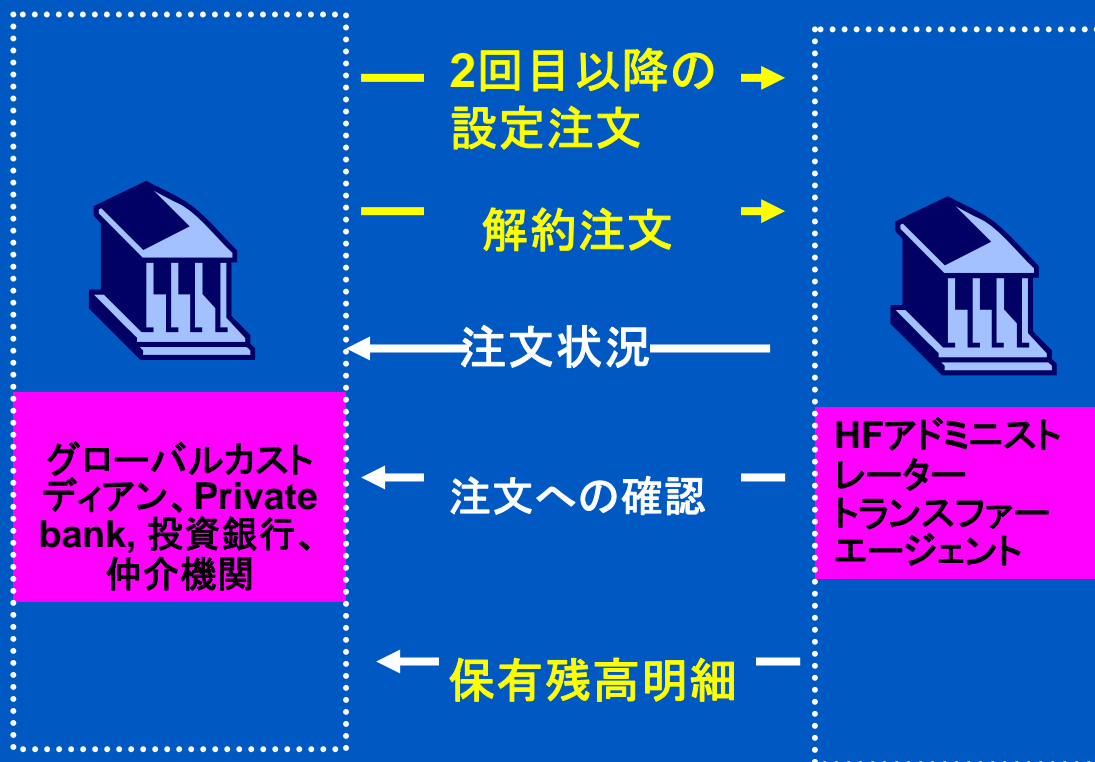 2回目以降の
設定注文
解約注文
注文状況
注文への確認
保有残高明細
グローバルカスト
ディアン、Private
bank, 投資銀行、
仲介機関
HFアドミニスト
レーター
トランスファー
エージェント